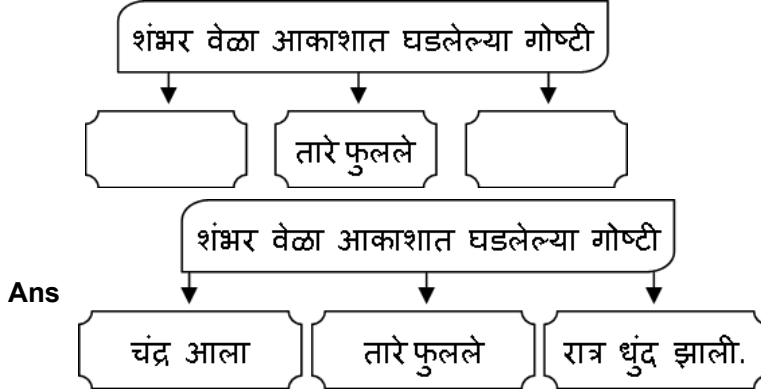 शंभर वेळा आकाशात घडलेल्या गोष्टी
तारे फुलले
शंभर वेळा आकाशात घडलेल्या गोष्टी
Ans
चंद्र आला
तारे फुलले
रात्र धुंद झाली.